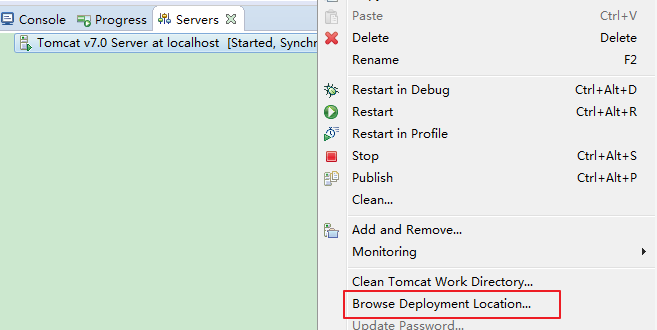 Console Progress Servers
Tomcat v7.0 Server at localhost [Started, Synchr
Paste Ctrl+V
Delete Delete
Rename F2
Restart in Debug Ctrl+Alt+D
Restart Ctrl+Alt+R
Restart in Profile
Stop Ctrl+Alt+S
Publish Ctrl+Alt+P
Clean...
Add and Remove...
Monitoring
Clean Tomcat Work Directory...
Browse Deployment Location...
Update Password...